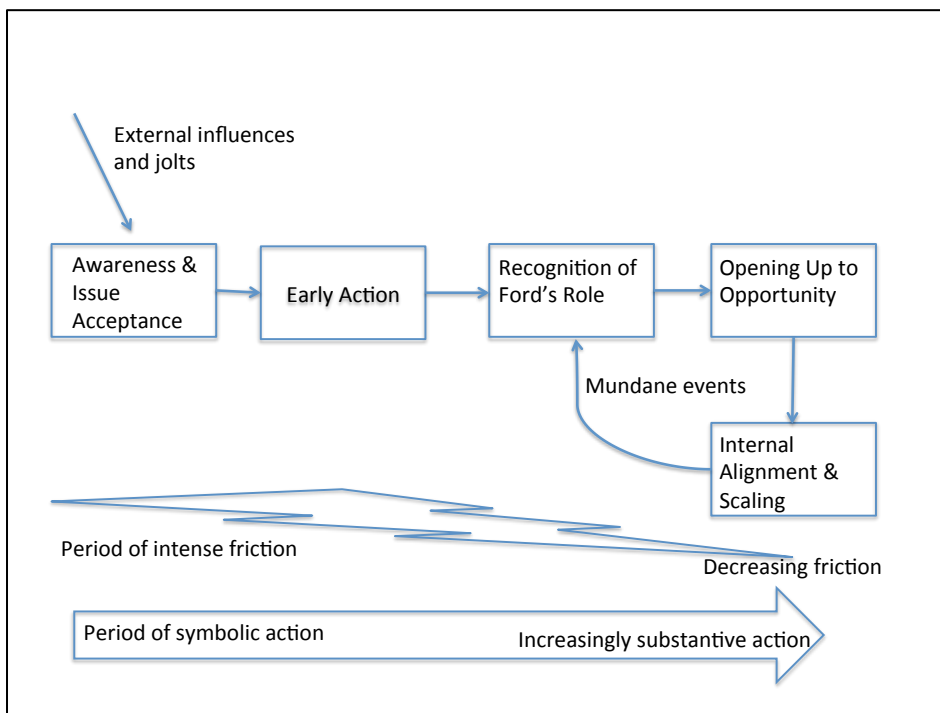 External influences
and jolts
Awareness &
Issue
Acceptance
Early Action
Recognition of
Ford’s Role
Opening Up to
Opportunity
Mundane events
Internal
Alignment &
Scaling
Period of intense friction
Decreasing friction
Period of symbolic action
Increasingly substantive action